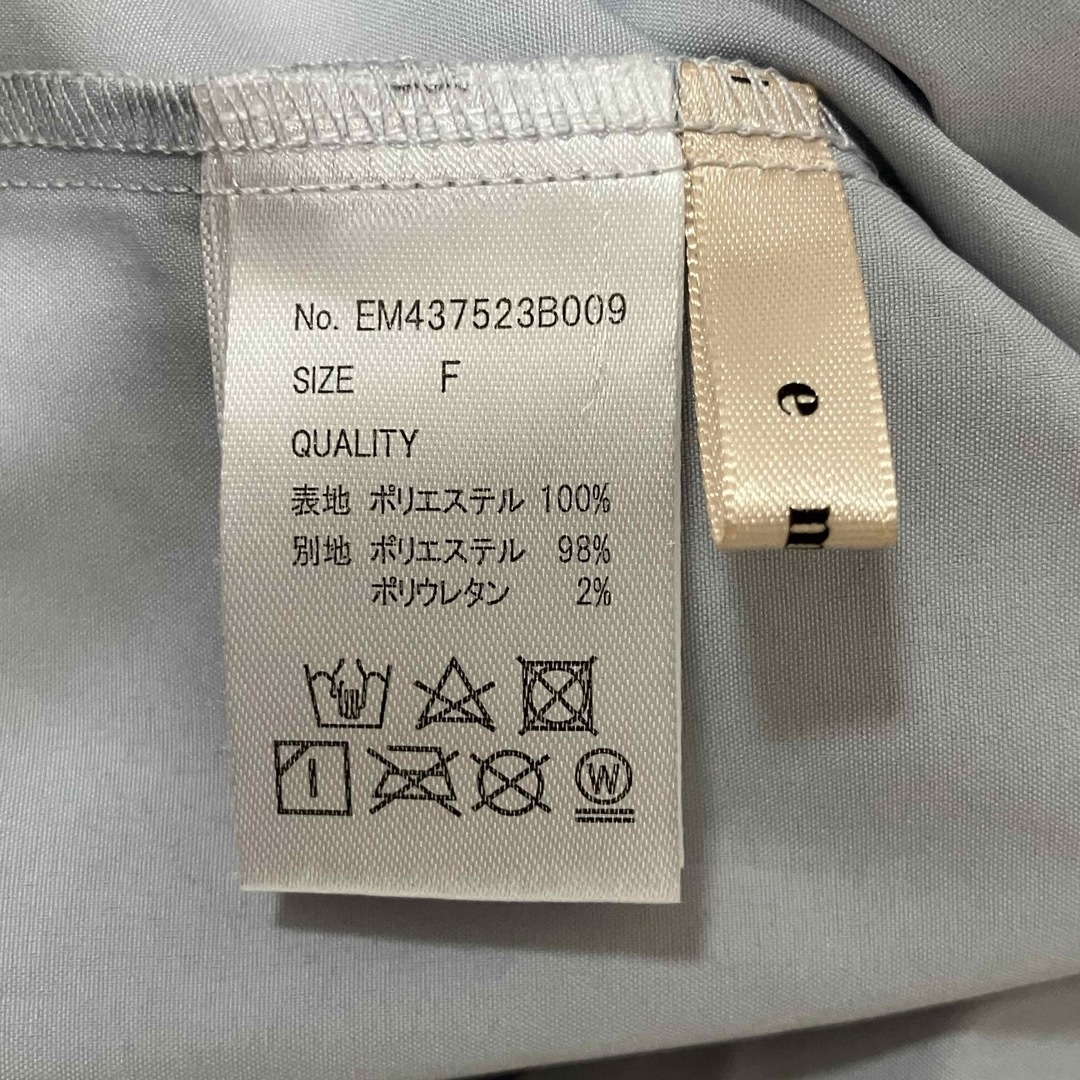 No. EM437523B009
SIZE F
QUALITY
表地 ポリエステル 100%
別地 ポリエステル 98%
ポリウレタン 2%
W
e